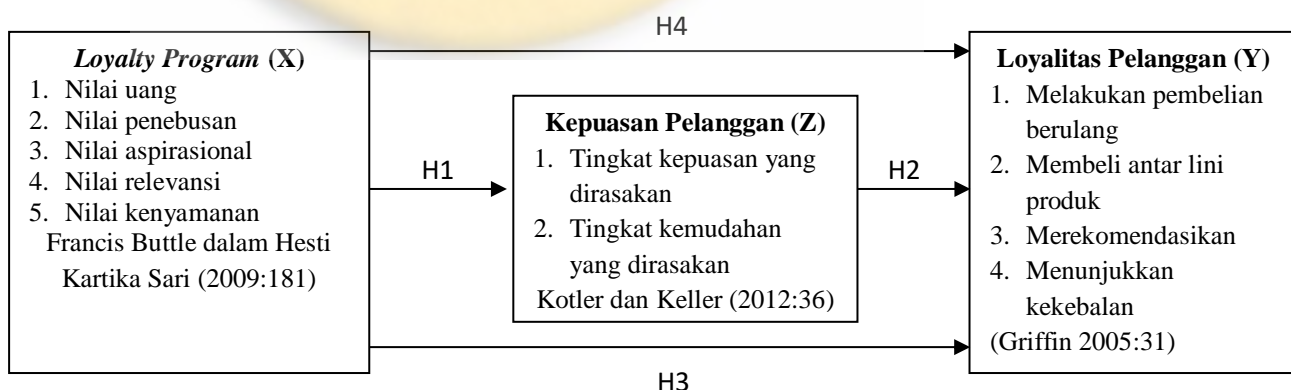 H4
Loyalty Program (X)
1. Nilai uang
2. Nilai penebusan
3. Nilai aspirasional
4. Nilai relevansi
5. Nilai kenyamanan
Francis Buttle dalam Hesti
Kartika Sari (2009:181)
H1
Kepuasan Pelanggan (Z)
1. Tingkat kepuasan yang
dirasakan
2. Tingkat kemudahan
yang dirasakan
Kotler dan Keller (2012:36)
H2
Loyalitas Pelanggan (Y)
1. Melakukan pembelian
berulang
2. Membeli antar lini
produk
3. Merekomendasikan
4. Menunjukkan
kekebalan
(Griffin 2005:31)
H3